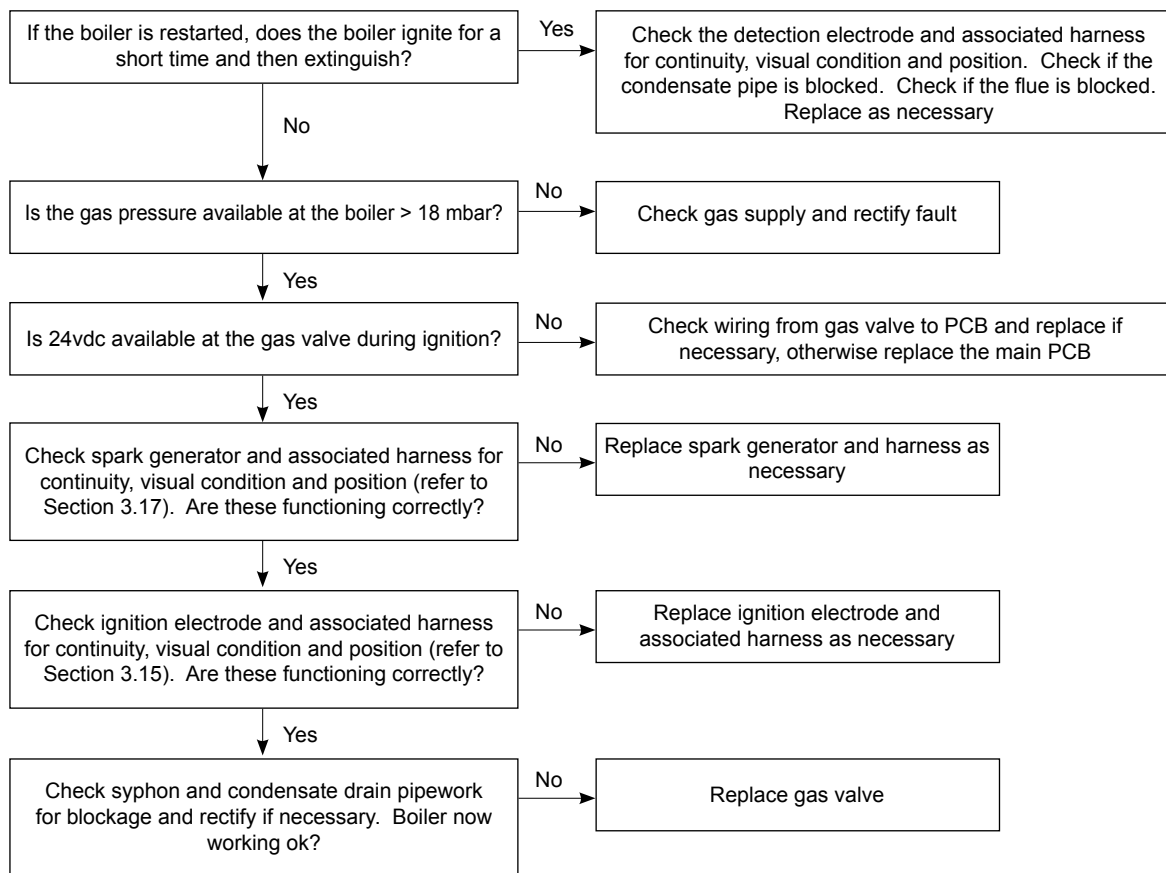 If the boiler is restarted, does the boiler ignite for a
short time and then extinguish?
Yes
Check the detection electrode and associated harness
for continuity, visual condition and position.  Check if the
condensate pipe is blocked.  Check if the flue is blocked.
Replace as necessary
No
Is the gas pressure available at the boiler > 18 mbar?
No
Check gas supply and rectify fault
Yes
Is 24vdc available at the gas valve during ignition?
No
Check wiring from gas valve to PCB and replace if
necessary, otherwise replace the main PCB
Yes
Check spark generator and associated harness for
continuity, visual condition and position (refer to
Section 3.17).  Are these functioning correctly?
No
Replace spark generator and harness as
necessary
Yes
Check ignition electrode and associated harness
for continuity, visual condition and position (refer to
Section 3.15).  Are these functioning correctly?
No
Replace ignition electrode and
associated harness as necessary
Yes
Check syphon and condensate drain pipework
for blockage and rectify if necessary.  Boiler now
working ok?
No
Replace gas valve